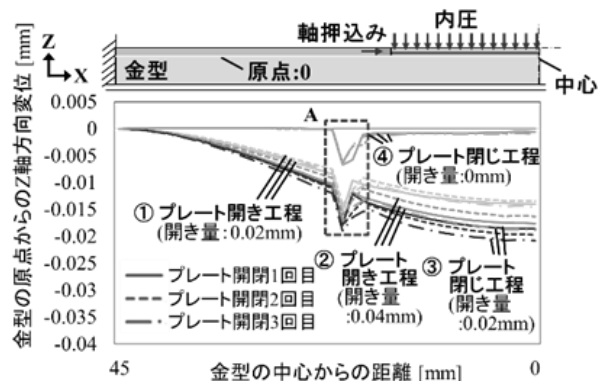 内圧
軸押込み
Z
X
金型
原点:0
中心
金型の原点からのZ軸方向変位 [mm]
0.005
0
-0.005
-0.01
-0.015
-0.02
-0.025
-0.03
-0.035
-0.04
A
④ プレート閉じ工程
(開き量:0mm)
① プレート開き工程
(開き量:0.02mm)
② プレート
開き工程
(開き量
:0.04mm)
③ プレート
閉じ工程
(開き量
:0.02mm)
プレート開閉1回目
プレート開閉2回目
プレート開閉3回目
45
金型の中心からの距離 [mm]
0